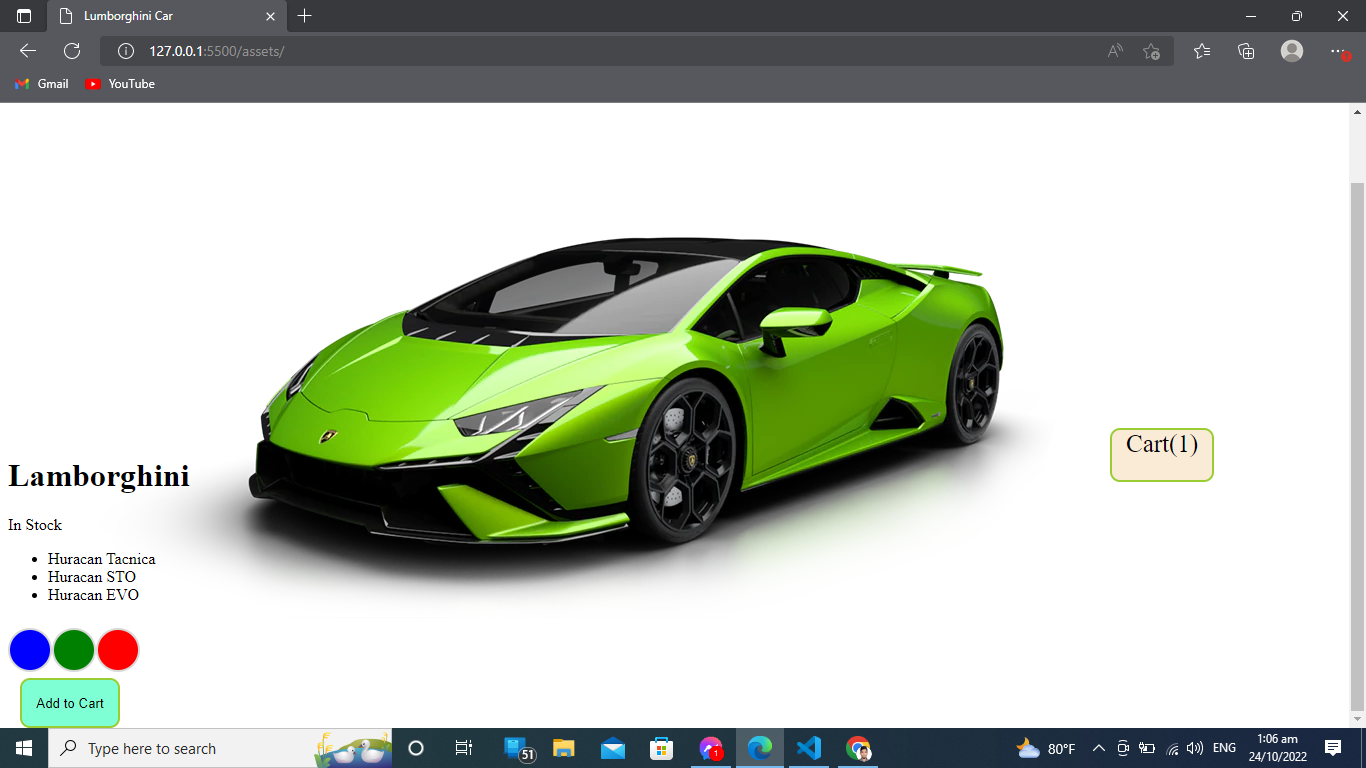 Lumborghini Car
127.0.0.1:5500/assets/
Gmail
YouTube
Cart(1)
Lamborghini
In Stock
Huracan Tacnica
Huracan STO
Huracan EVO
Add to Cart
Type here to search
51
1
80°F
ENG
1:06 am
24/10/2022